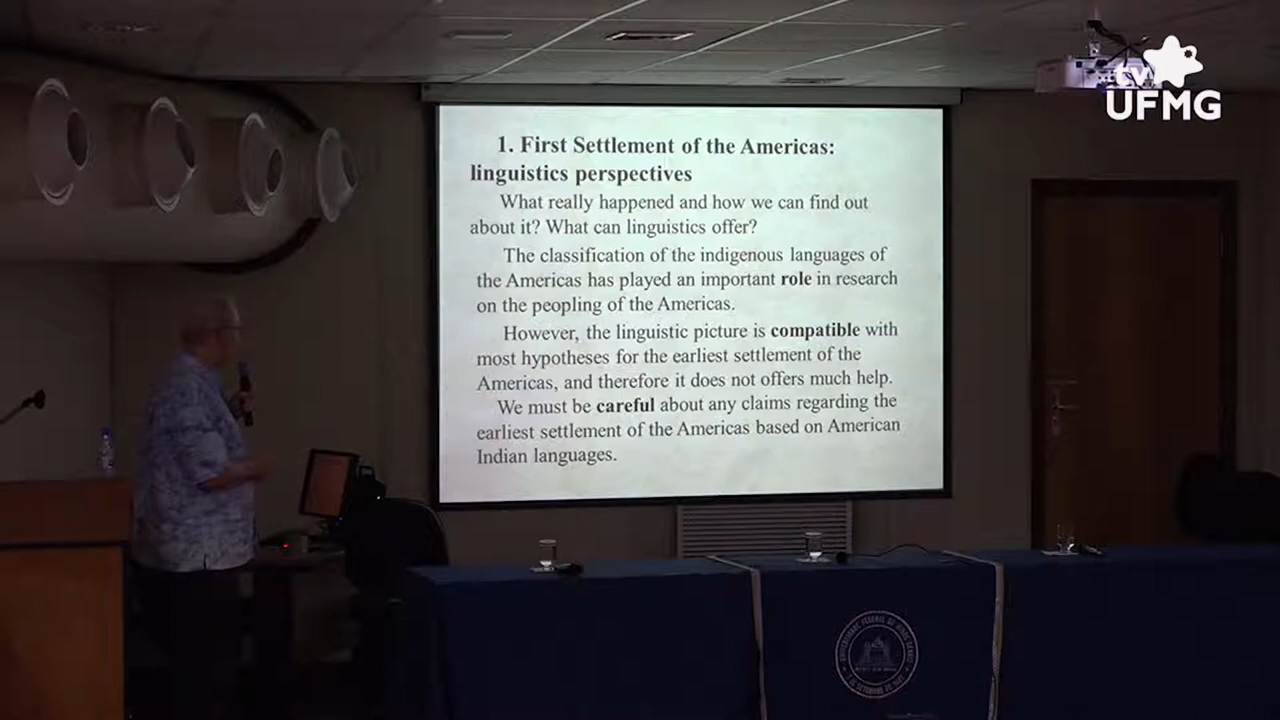 tv
UFMG
1. First Settlement of the Americas:
linguistics perspectives
What really happened and how we can find out
about it? What can linguistics offer?
The classification of the indigenous languages of
the Americas has played an important role in research
on the peopling of the Americas.
However, the linguistic picture is compatible with
most hypotheses for the earliest settlement of the
Americas, and therefore it does not offers much help.
We must be careful about any claims regarding the
earliest settlement of the Americas based on American
Indian languages.